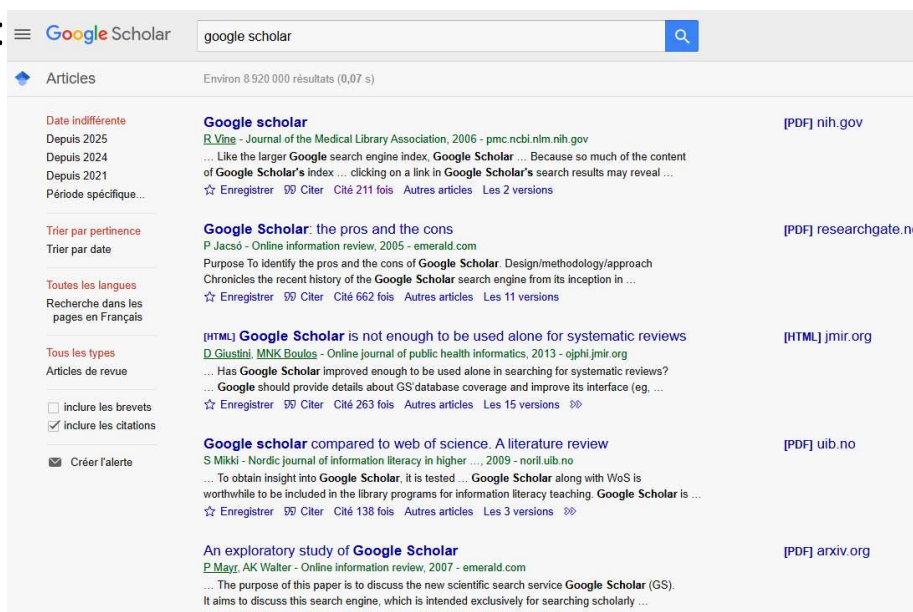 Google Scholar
google scholar
Articles
Environ 8 920 000 résultats (0,07 s)
Date indifférente
Depuis 2025
Depuis 2024
Depuis 2021
Période spécifique...
Trier par pertinence
Trier par date
Toutes les langues
Recherche dans les
pages en Français
Tous les types
Articles de revue
inclure les brevets
inclure les citations
Créer l'alerte
Google scholar
R Vine - Journal of the Medical Library Association, 2006 - pmc.ncbi.nlm.nih.gov
... Like the larger Google search engine index, Google Scholar ... Because so much of the content
of Google Scholar's index ... clicking on a link in Google Scholar's search results may reveal ...
Enregistrer Citer Cité 211 fois Autres articles Les 2 versions
[PDF] nih.gov
Google Scholar: the pros and the cons
P Jacsó - Online information review, 2005 - emerald.com
Purpose To identify the pros and the cons of Google Scholar. Design/methodology/approach
Chronicles the recent history of the Google Scholar search engine from its inception in ...
Enregistrer Citer Cité 662 fois Autres articles Les 11 versions
[PDF] researchgate.n
[HTML] Google Scholar is not enough to be used alone for systematic reviews
D Giustini, MNK Boulos - Online journal of public health informatics, 2013 - ojphi.jmir.org
... Has Google Scholar improved enough to be used alone in searching for systematic reviews?
... Google should provide details about GS'database coverage and improve its interface (eg, ...
Enregistrer Citer Cité 263 fois Autres articles Les 15 versions
[HTML] jmir.org
Google scholar compared to web of science. A literature review
S Mikki - Nordic journal of information literacy in higher ..., 2009 - noril.uib.no
... To obtain insight into Google Scholar, it is tested ... Google Scholar along with WoS is
worthwhile to be included in the library programs for information literacy teaching. Google Scholar is ...
Enregistrer Citer Cité 138 fois Autres articles Les 3 versions
[PDF] uib.no
An exploratory study of Google Scholar
P Mayr, AK Walter - Online information review, 2007 - emerald.com
... The purpose of this paper is to discuss the new scientific search service Google Scholar (GS).
It aims to discuss this search engine, which is intended exclusively for searching scholarly ...
[PDF] arxiv.org